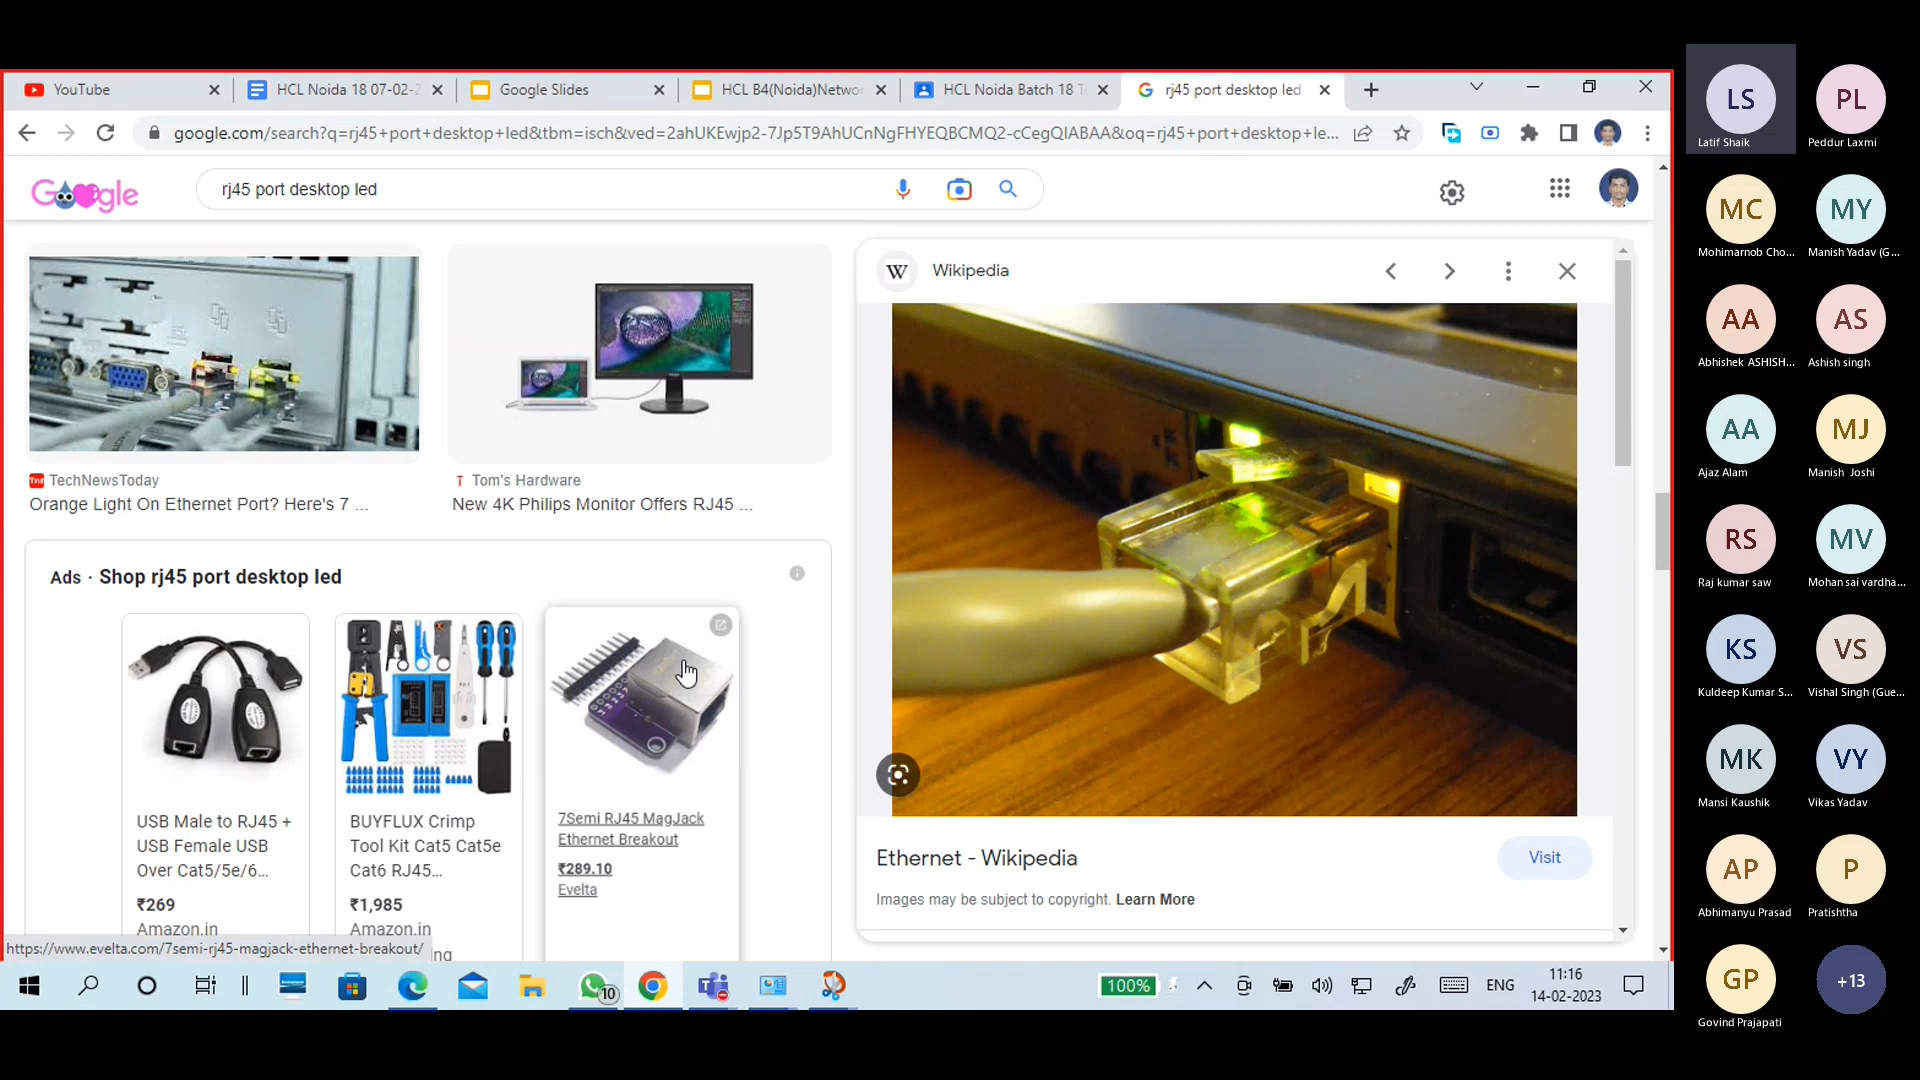 YouTube
HCL Noida 18 07-02-2
Google Slides
HCL B4(Noida)Networ
HCL Noida Batch 18 T
rj45 port desktop led
google.com/search?q=rj45+port+desktop+led&tbm=isch&ved=2ahUKEwjp2-7Jp5T9AhUCnNgFHYEQBCMQ2-cCegQIABAA&oq=rj45+port+desktop+le...
Google
rj45 port desktop led
TechNewsToday
Orange Light On Ethernet Port? Here's 7 ...
T Tom's Hardware
New 4K Philips Monitor Offers RJ45 ...
Ads · Shop rj45 port desktop led
USB Male to RJ45 +
USB Female USB
Over Cat5/5e/6...
₹269
Amazon.in
BUYFLUX Crimp
Tool Kit Cat5 Cat5e
Cat6 RJ45...
₹1,985
Amazon.in
ing
7Semi RJ45 MagJack
Ethernet Breakout
₹289.10
Evelta
https://www.evelta.com/7semi-rj45-magjack-ethernet-breakout/
W Wikipedia
Ethernet - Wikipedia
Visit
Images may be subject to copyright. Learn More
10
100%
ENG
11:16
14-02-2023
LS
Latif Shaik
PL
Peddur Laxmi
MC
Mohimarnob Cho...
MY
Manish Yadav (G...
AA
Abhishek ASHISH...
AS
Ashish singh
AA
Ajaz Alam
MJ
Manish Joshi
RS
Raj kumar saw
MV
Mohan sai vardha...
KS
Kuldeep Kumar S...
VS
Vishal Singh (Gue...
MK
Mansi Kaushik
VY
Vikas Yadav
AP
Abhimanyu Prasad
P
Pratishtha
GP
Govind Prajapati
+13